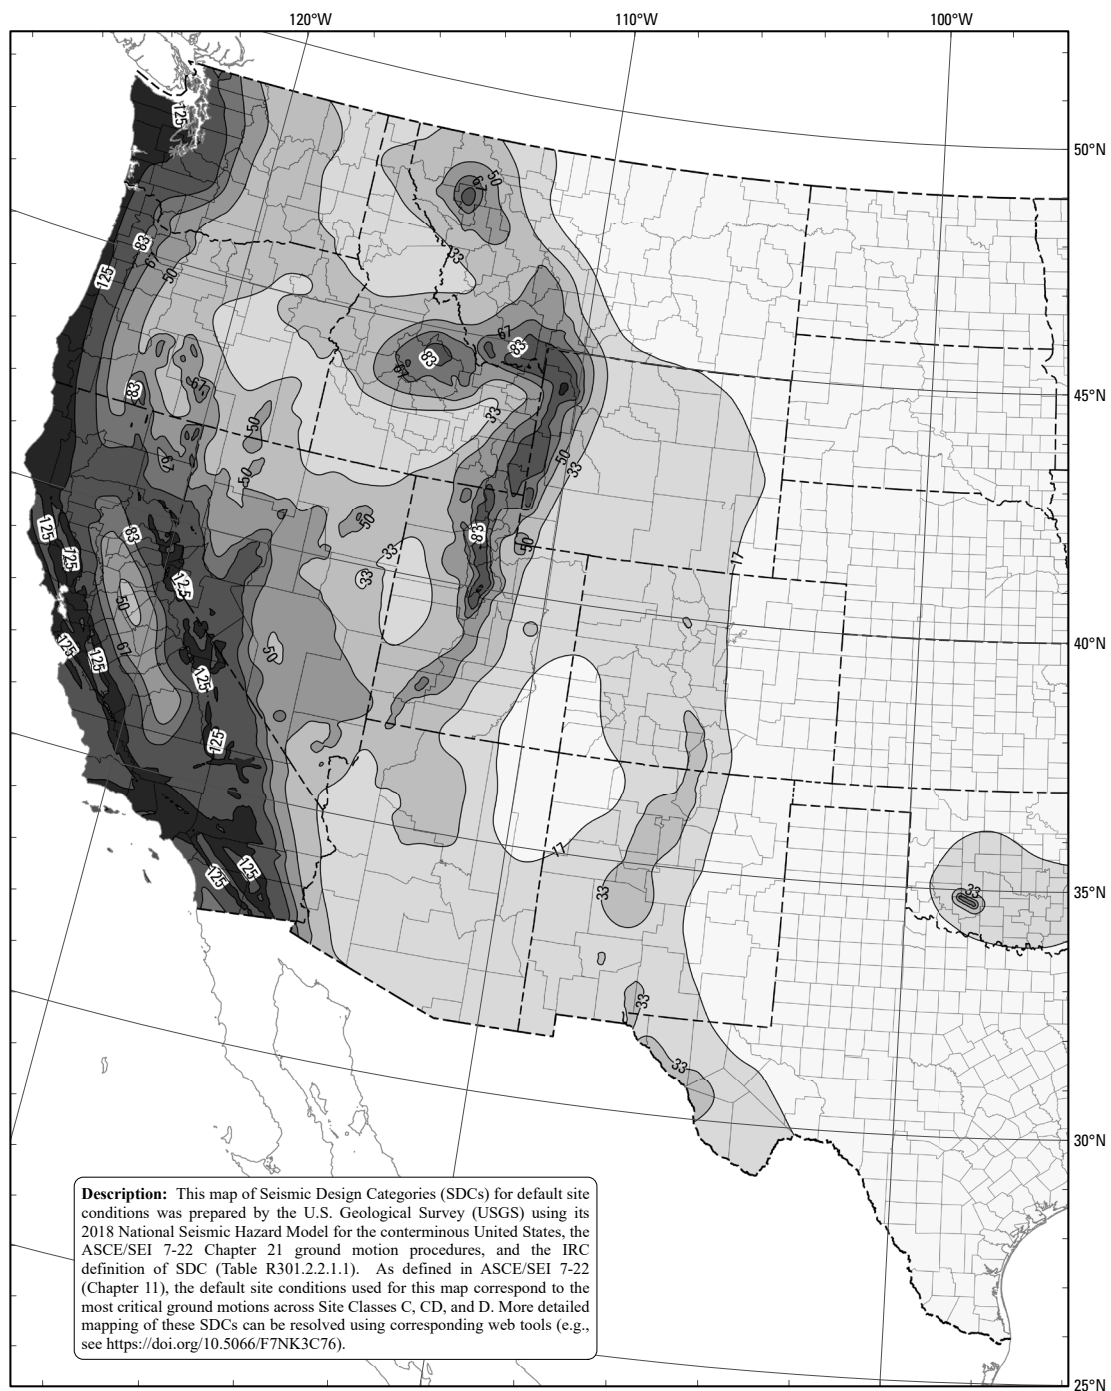 120°W 110°W 100°W
50°N
125
67
50
83
33
67
50
125
45°N
67
83
83
67
83
67
33
50
67
50
50
33
50
83
125
83
33
50
125
33
17
125
50
40°N
125
67
50
125
125
125
17
35°N
33
33
125
125
33
33
30°N
Description: This map of Seismic Design Categories (SDCs) for default site
conditions was prepared by the U.S. Geological Survey (USGS) using its
2018 National Seismic Hazard Model for the conterminous United States, the
ASCE/SEI 7-22 Chapter 21 ground motion procedures, and the IRC
definition of SDC (Table R301.2.2.1.1). As defined in ASCE/SEI 7-22
(Chapter 11), the default site conditions used for this map correspond to the
most critical ground motions across Site Classes C, CD, and D. More detailed
mapping of these SDCs can be resolved using corresponding web tools (e.g.,
see https://doi.org/10.5066/F7NK3C76).
25°N